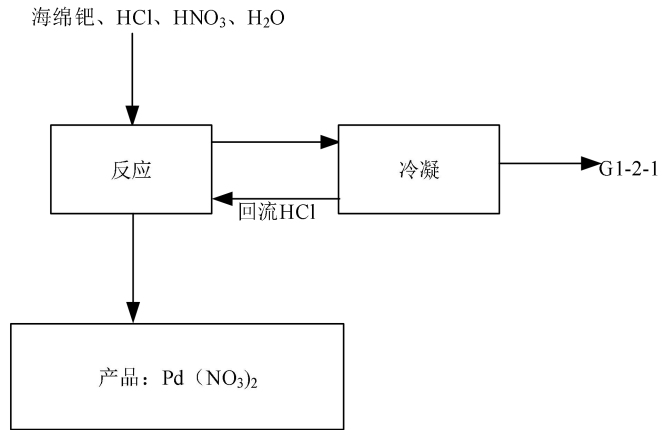 海绵钯、HCl、HNO₃、H₂O
反应
冷凝
G1-2-1
回流HCl
产品：Pd（NO₃)₂